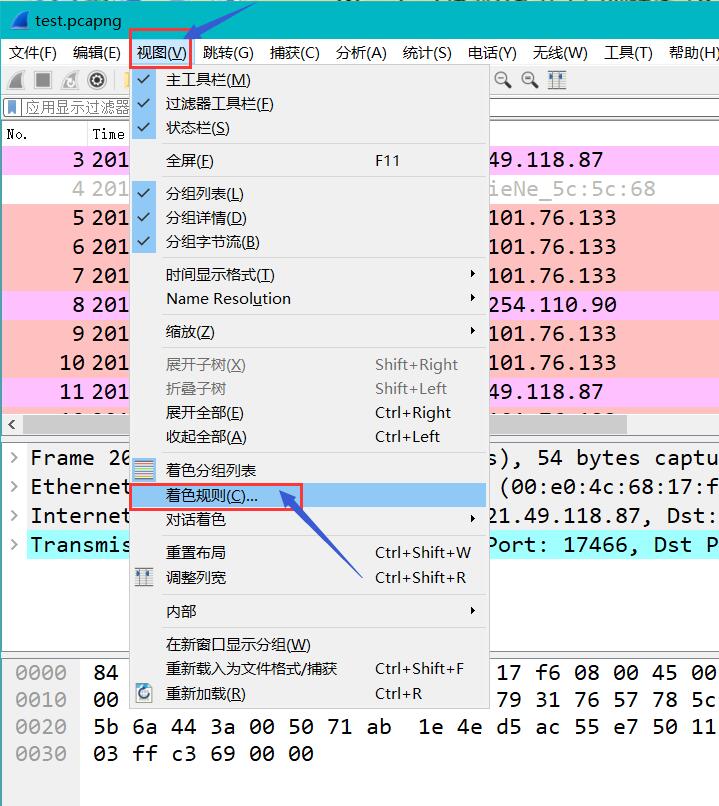 test.pcapng
文件(F) 编辑(E) 视图(V) 跳转(G) 捕获(C) 分析(A) 统计(S) 电话(Y) 无线(W) 工具(T) 帮助(H)
应用显示过滤器
No. Time
主工具栏(M)
过滤器工具栏(F)
状态栏(S)
全屏(F) F11
分组列表(L)
分组详情(D)
分组字节流(B)
时间显示格式(T)
Name Resolution
缩放(Z)
展开子树(X) Shift+Right
折叠子树 Shift+Left
展开全部(E) Ctrl+Right
收起全部(A) Ctrl+Left
着色分组列表
着色规则(C)...
对话着色
重置布局 Ctrl+Shift+W
调整列宽 Ctrl+Shift+R
内部
在新窗口显示分组(W)
重新载入为文件格式/捕获 Ctrl+Shift+F
重新加载(R) Ctrl+R
3 201 49.118.87
4 201 ieNe_5c:5c:68
5 201 101.76.133
6 201 101.76.133
7 201 101.76.133
8 201 254.110.90
9 201 101.76.133
10 201 101.76.133
11 201 49.118.87
Frame 20 s), 54 bytes captu
Ethernet (00:e0:4c:68:17:f
Internet 21.49.118.87, Dst:
Transmis Port: 17466, Dst P
0000 84 17 f6 08 00 45 00
0010 00 79 31 76 57 78 5c
0020 5b 6a 44 3a 00 50 71 ab 1e 4e d5 ac 55 e7 50 11
0030 03 ff c3 69 00 00